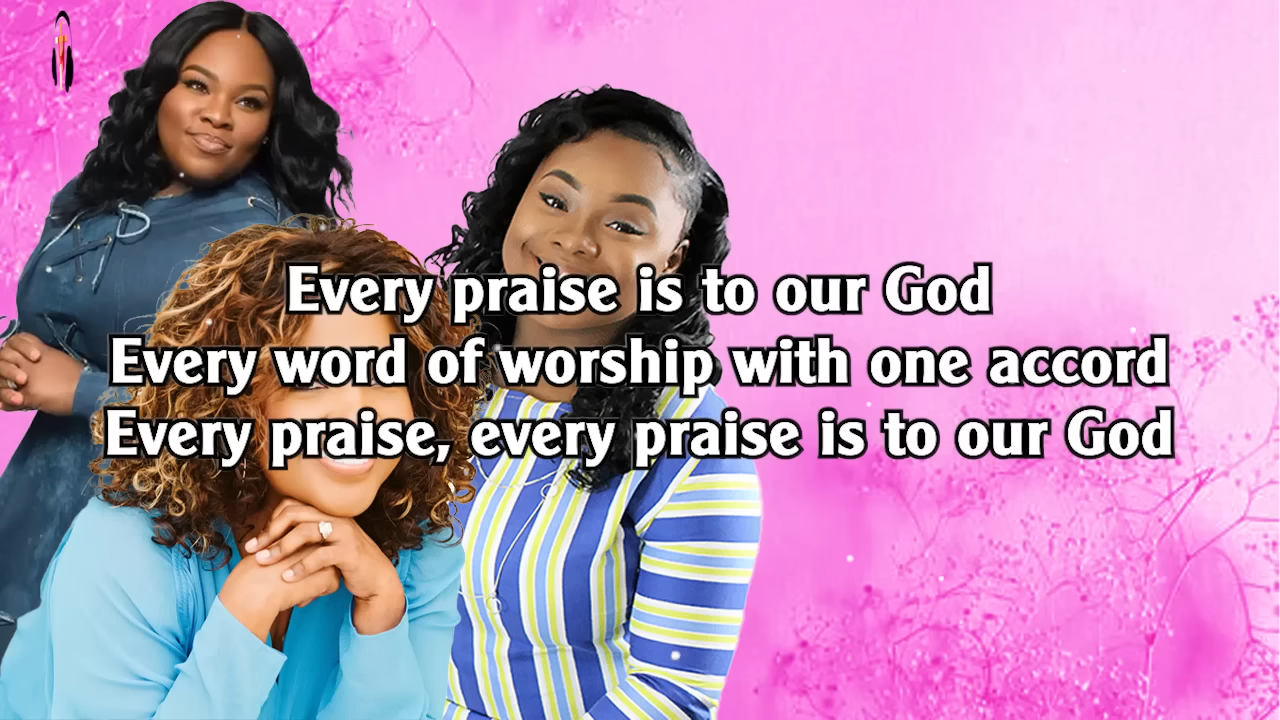 Every praise is to our God
Every word of worship with one accord
Every praise, every praise is to our God